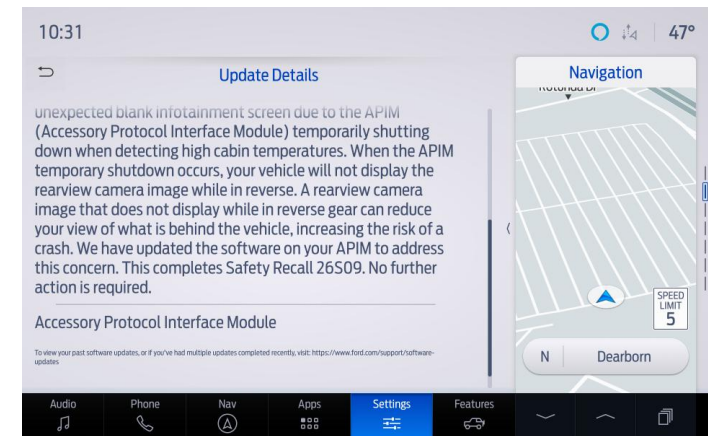 10:31
47°
Update Details
unexpected blank infotainment screen due to the APIM
(Accessory Protocol Interface Module) temporarily shutting
down when detecting high cabin temperatures. When the APIM
temporary shutdown occurs, your vehicle will not display the
rearview camera image while in reverse. A rearview camera
image that does not display while in reverse gear can reduce
your view of what is behind the vehicle, increasing the risk of a
crash. We have updated the software on your APIM to address
this concern. This completes Safety Recall 26S09. No further
action is required.
Accessory Protocol Interface Module
To view your past software updates, or if you've had multiple updates completed recently, visit: https://www.ford.com/support/software-
updates
Navigation
Rotunda Dr
SPEED
LIMIT
5
N Dearborn
Audio Phone Nav Apps Settings Features